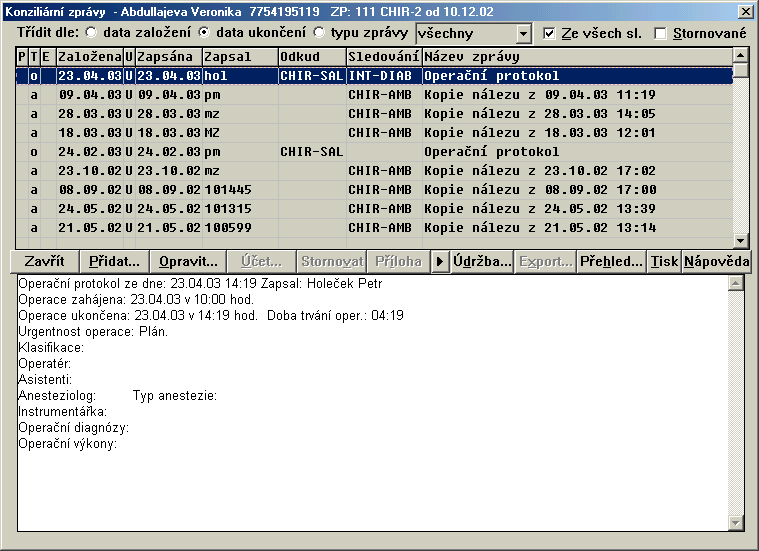 Konziliární zprávy - Abdullajeva Veronika 7754195119 ZP: 111 CHIR-2 od 10.12.02
Třídit dle: data založení data ukončení typu zprávy všechny Ze všech sl. Stornované
P T E Založena U Zapsána Zapsal Odkud Sledování Název zprávy
o 23.04.03 U 23.04.03 hol CHIR-SAL INT-DIAB Operační protokol
a 09.04.03 U 09.04.03 pm CHIR-AMB Kopie nálezu z 09.04.03 11:19
a 28.03.03 U 28.03.03 mz CHIR-AMB Kopie nálezu z 28.03.03 14:05
a 18.03.03 U 18.03.03 MZ CHIR-AMB Kopie nálezu z 18.03.03 12:01
o 24.02.03 U 24.02.03 pm CHIR-SAL Operační protokol
a 23.10.02 U 23.10.02 mz CHIR-AMB Kopie nálezu z 23.10.02 17:02
a 08.09.02 U 08.09.02 101445 CHIR-AMB Kopie nálezu z 08.09.02 17:00
a 24.05.02 U 24.05.02 101315 CHIR-AMB Kopie nálezu z 24.05.02 13:39
a 21.05.02 U 21.05.02 100599 CHIR-AMB Kopie nálezu z 21.05.02 13:14
Zavřít Přidat... Opravit... Účet... Stornovat Příloha Údržba... Export... Přehled... Tisk Nápověda
Operační protokol ze dne: 23.04.03 14:19 Zapsal: Holeček Petr
Operace zahájena: 23.04.03 v 10:00 hod.
Operace ukončena: 23.04.03 v 14:19 hod. Doba trvání oper.: 04:19
Urgentnost operace: Plán.
Klasifikace:
Operatér:
Asistenti:
Anesteziolog: Typ anestezie:
Instrumentářka:
Operační diagnózy:
Operační výkony: